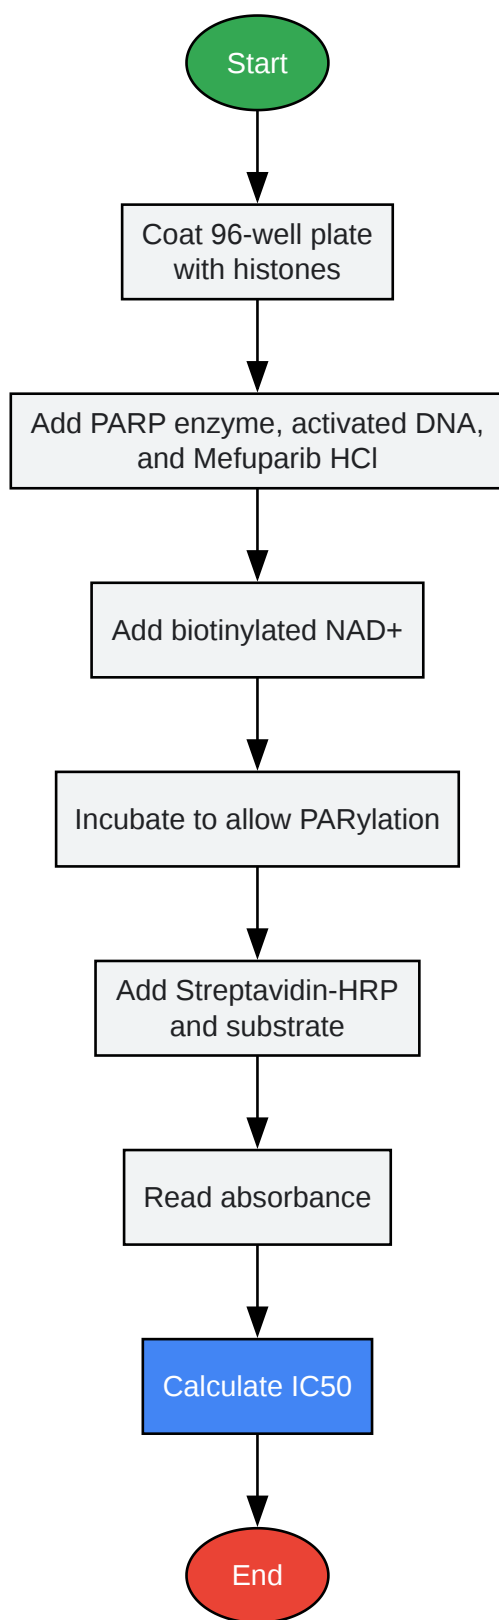 Start
Coat 96-well plate
with histones
Add PARP enzyme, activated DNA,
and Mefuparib HCl
Add biotinylated NAD+
Incubate to allow PARylation
Add Streptavidin-HRP
and substrate
Read absorbance
Calculate IC50
End